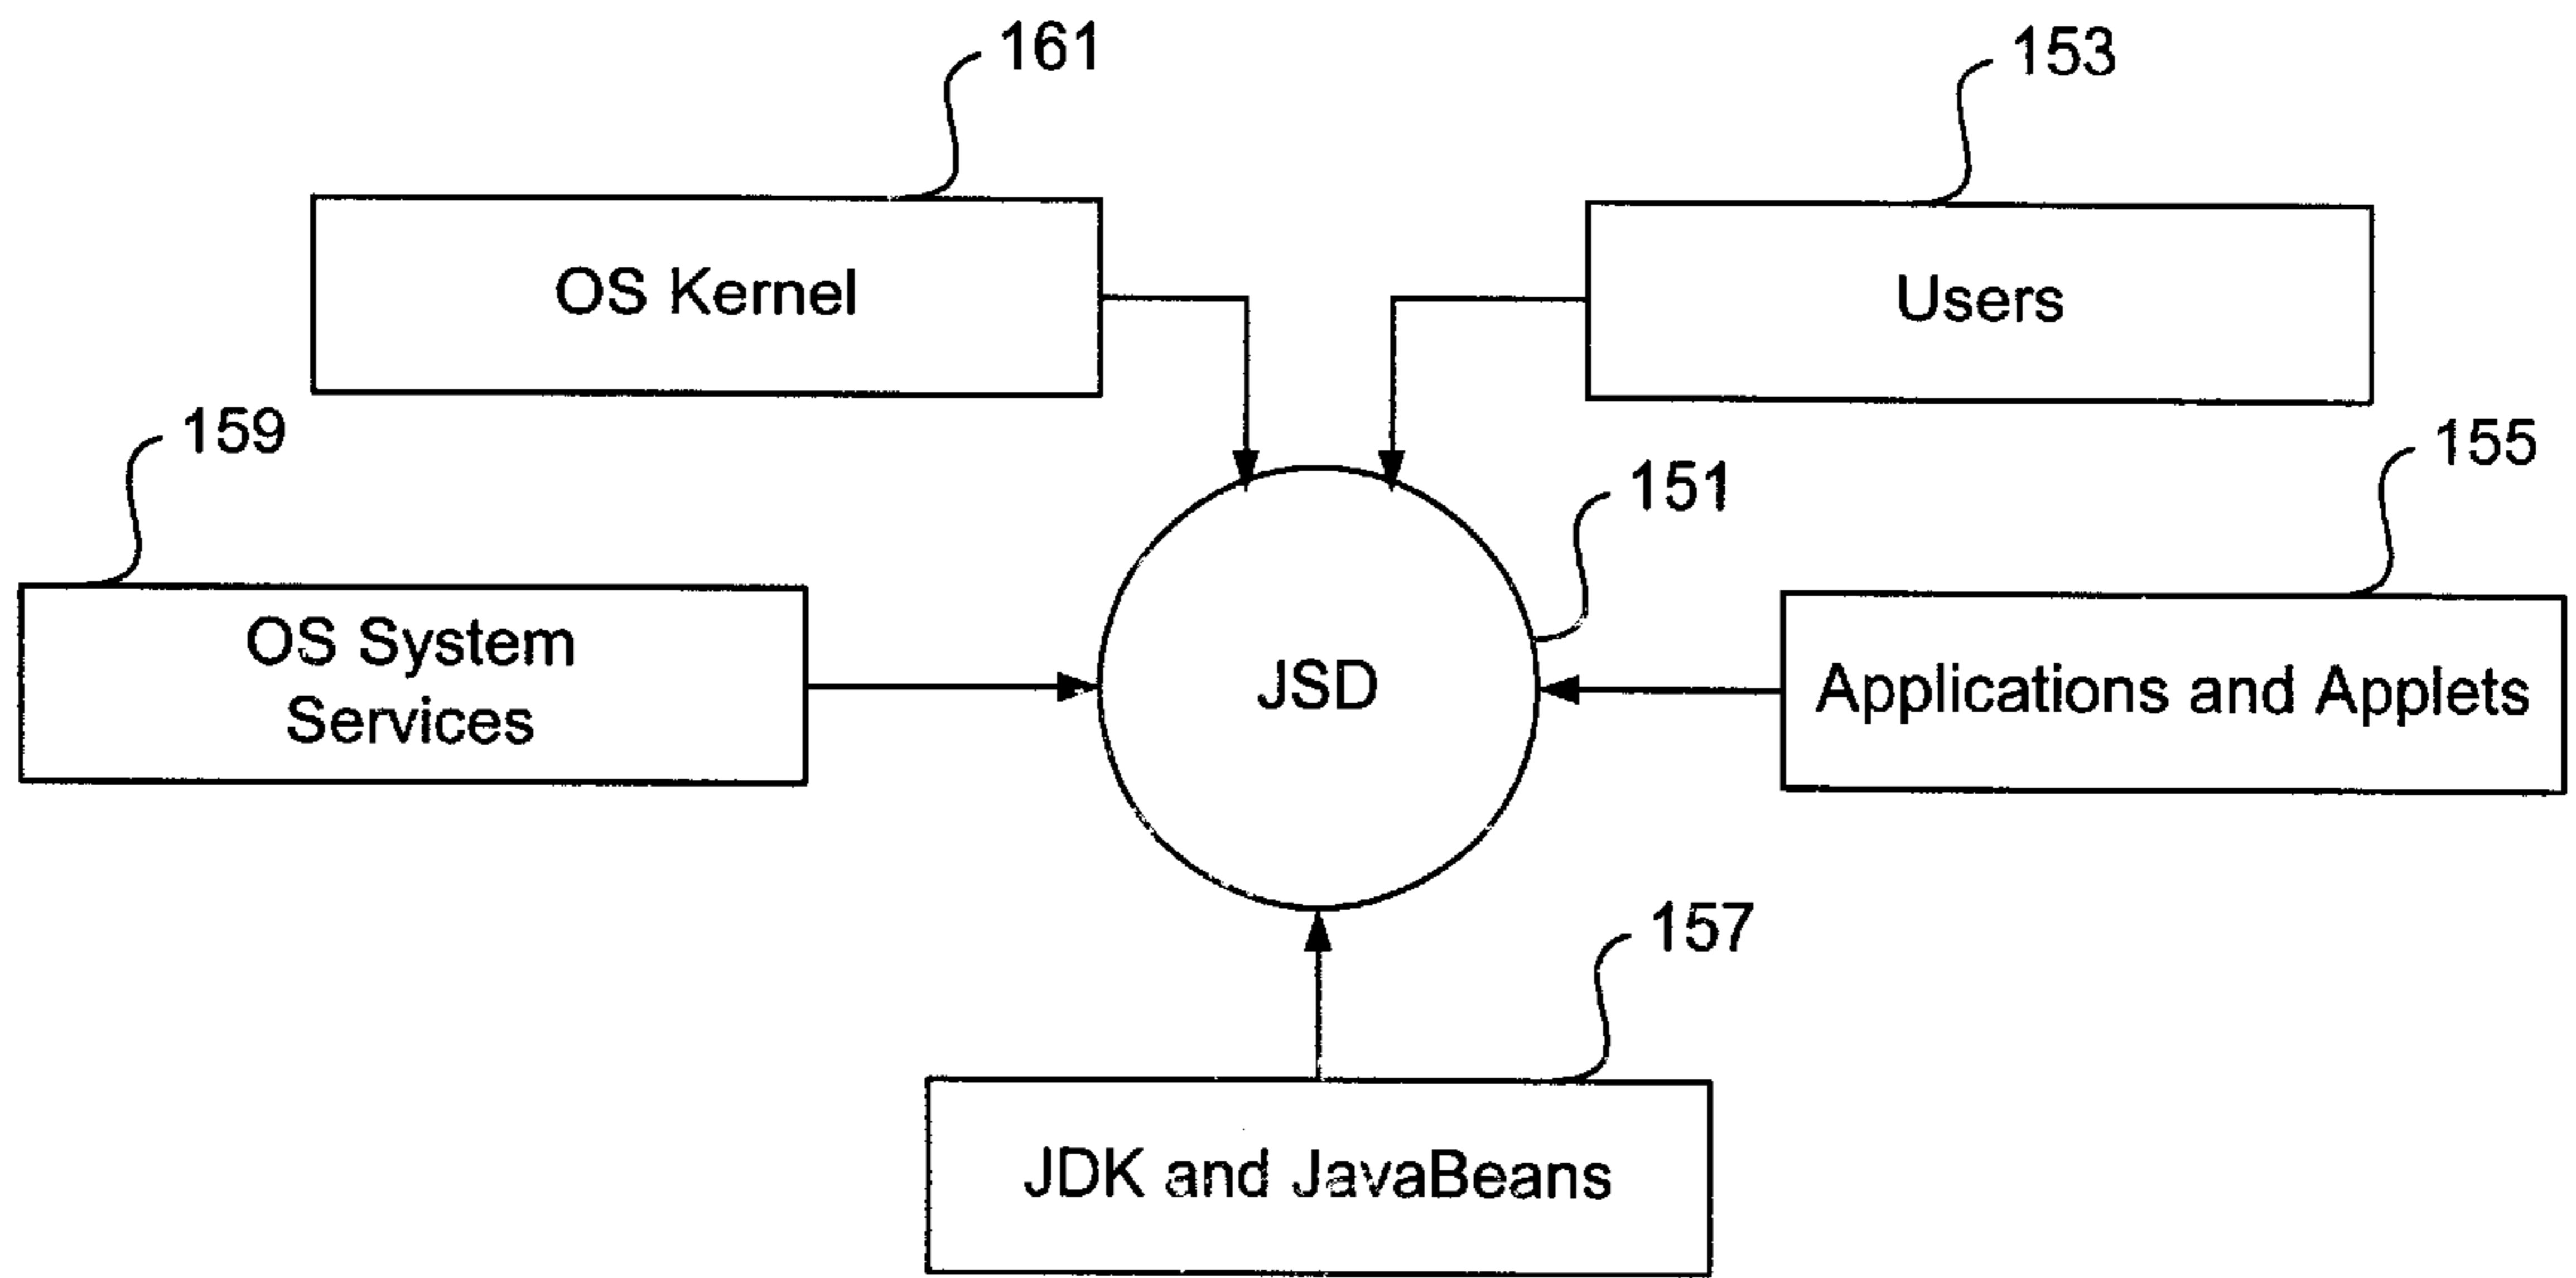 161
153
OS Kernel
Users
159
155
151
OS System
Services
JSD
Applications and Applets
157
JDK and JavaBeans